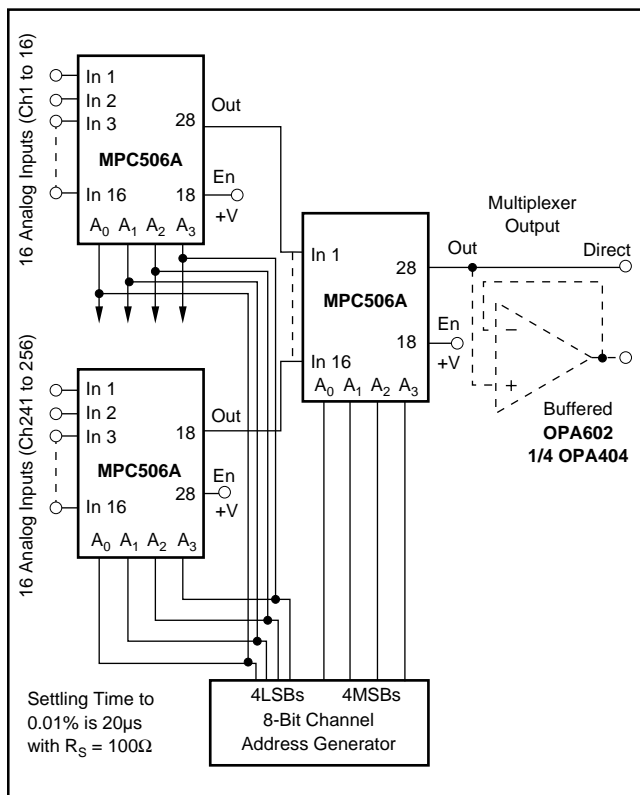 16 Analog Inputs (Ch1 to 16)
In 1
In 2
In 3
In 16
MPC506A
28
Out
18
En
+V
A0 A1 A2 A3
16 Analog Inputs (Ch241 to 256)
In 1
In 2
In 3
In 16
MPC506A
18
Out
28
En
+V
A0 A1 A2 A3
In 1
In 16
MPC506A
28
Out
18
En
+V
A0 A1 A2 A3
Multiplexer
Output
Direct
–
+
Buffered
OPA602
1/4 OPA404
4LSBs 4MSBs
8-Bit Channel
Address Generator
Settling Time to
0.01% is 20µs
with RS = 100Ω